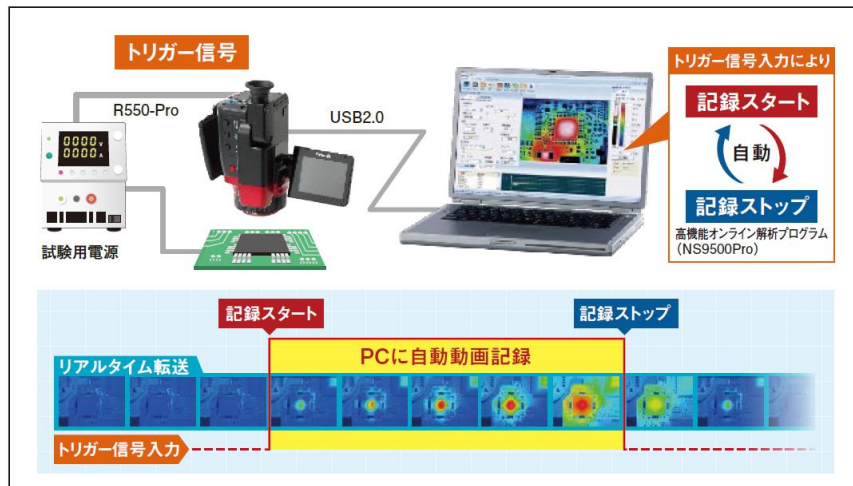 トリガー信号
R550-Pro
USB2.0
0000 V
0000 A
試験用電源
トリガー信号入力により
記録スタート
自動
記録ストップ
高機能オンライン解析プログラム
（NS9500Pro）
記録スタート
記録ストップ
PCに自動動画記録
リアルタイム転送
トリガー信号入力